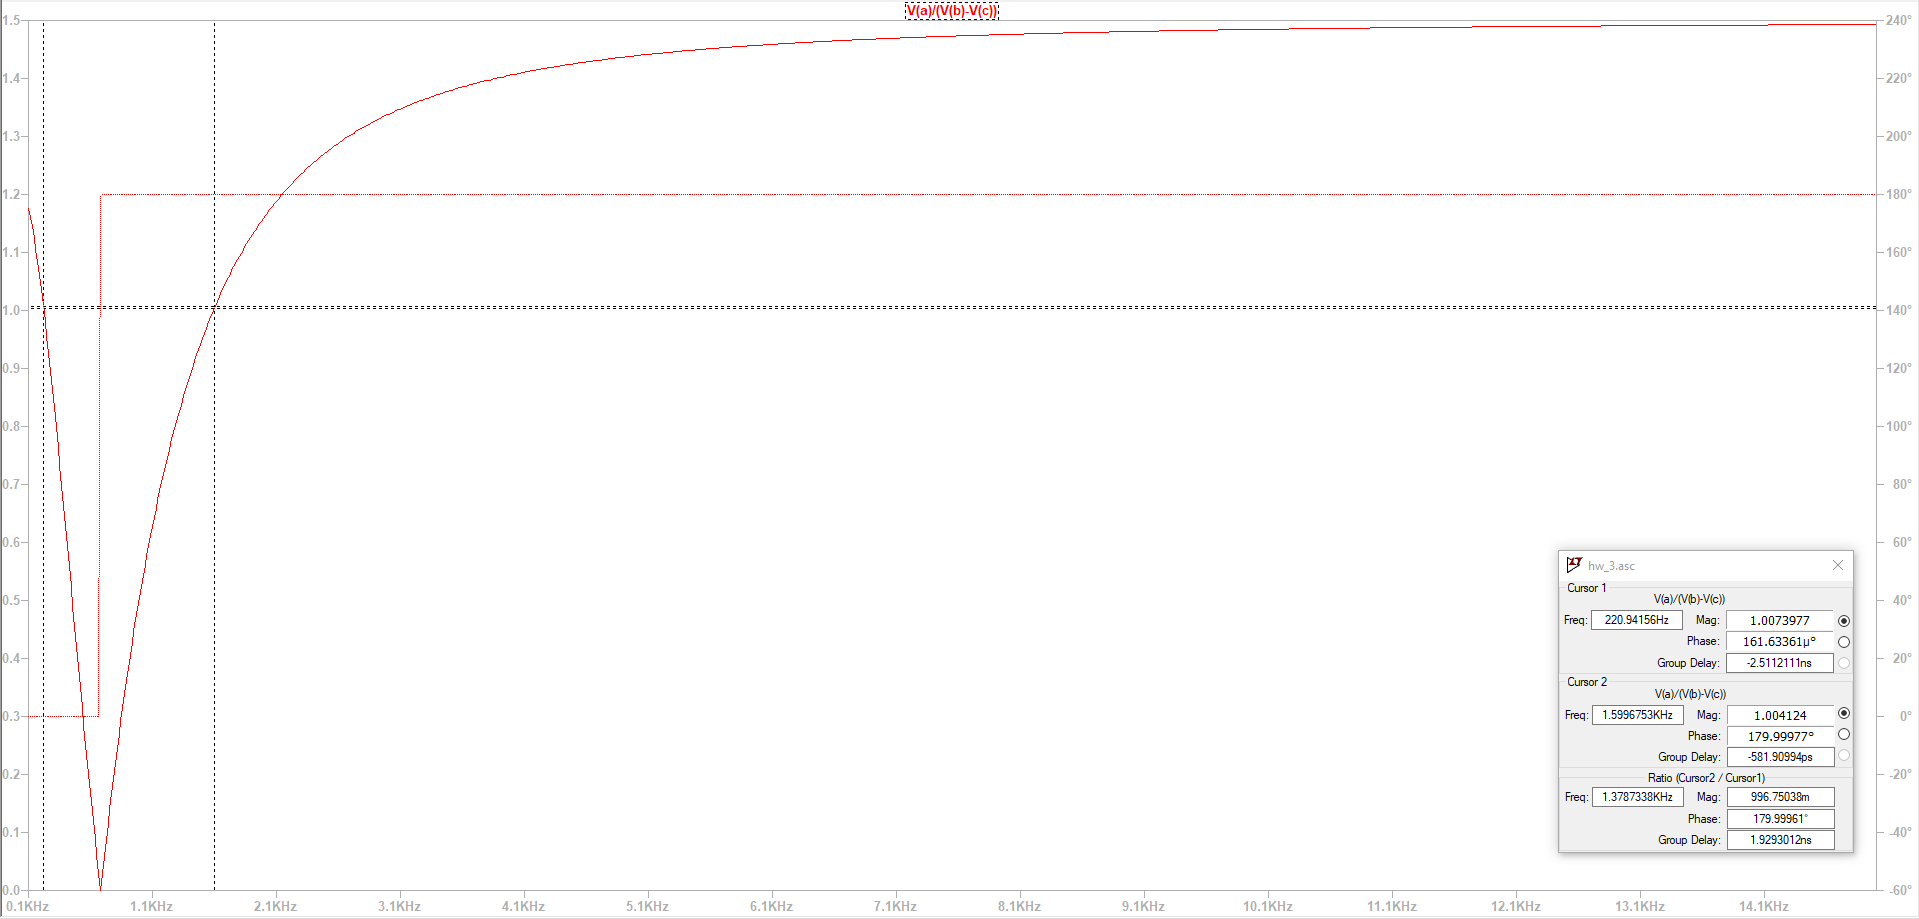 V(a)/(V(b)-V(c))
1.5 240°
1.4 220°
1.3 200°
1.2 180°
1.1 160°
1.0 140°
0.9 120°
0.8 100°
0.7 80°
0.6 60°
0.5 40°
0.4 20°
0.3 0°
0.2 -20°
0.1 -40°
0.0 -60°
0.1KHz 1.1KHz 2.1KHz 3.1KHz 4.1KHz 5.1KHz 6.1KHz 7.1KHz 8.1KHz 9.1KHz 10.1KHz 11.1KHz 12.1KHz 13.1KHz 14.1KHz
hw_3.asc
Cursor 1
V(a)/(V(b)-V(c))
Freq: 220.94156Hz Mag: 1.0073977
Phase: 161.63361µ°
Group Delay: -2.5112111ns
Cursor 2
V(a)/(V(b)-V(c))
Freq: 1.5996753KHz Mag: 1.004124
Phase: 179.99977°
Group Delay: -581.90994ps
Ratio (Cursor2 / Cursor1)
Freq: 1.3787338KHz Mag: 996.75038m
Phase: 179.99961°
Group Delay: 1.9293012ns